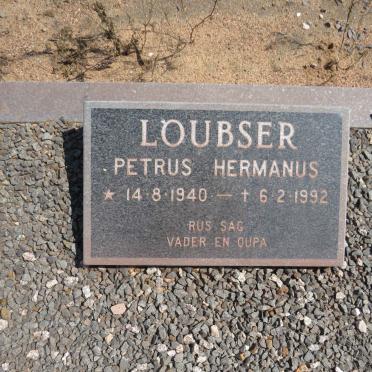 LOUBSER
PETRUS HERMANUS
★ 14·8·1940 — † 6·2·1992
RUS SAG
VADER EN OUPA